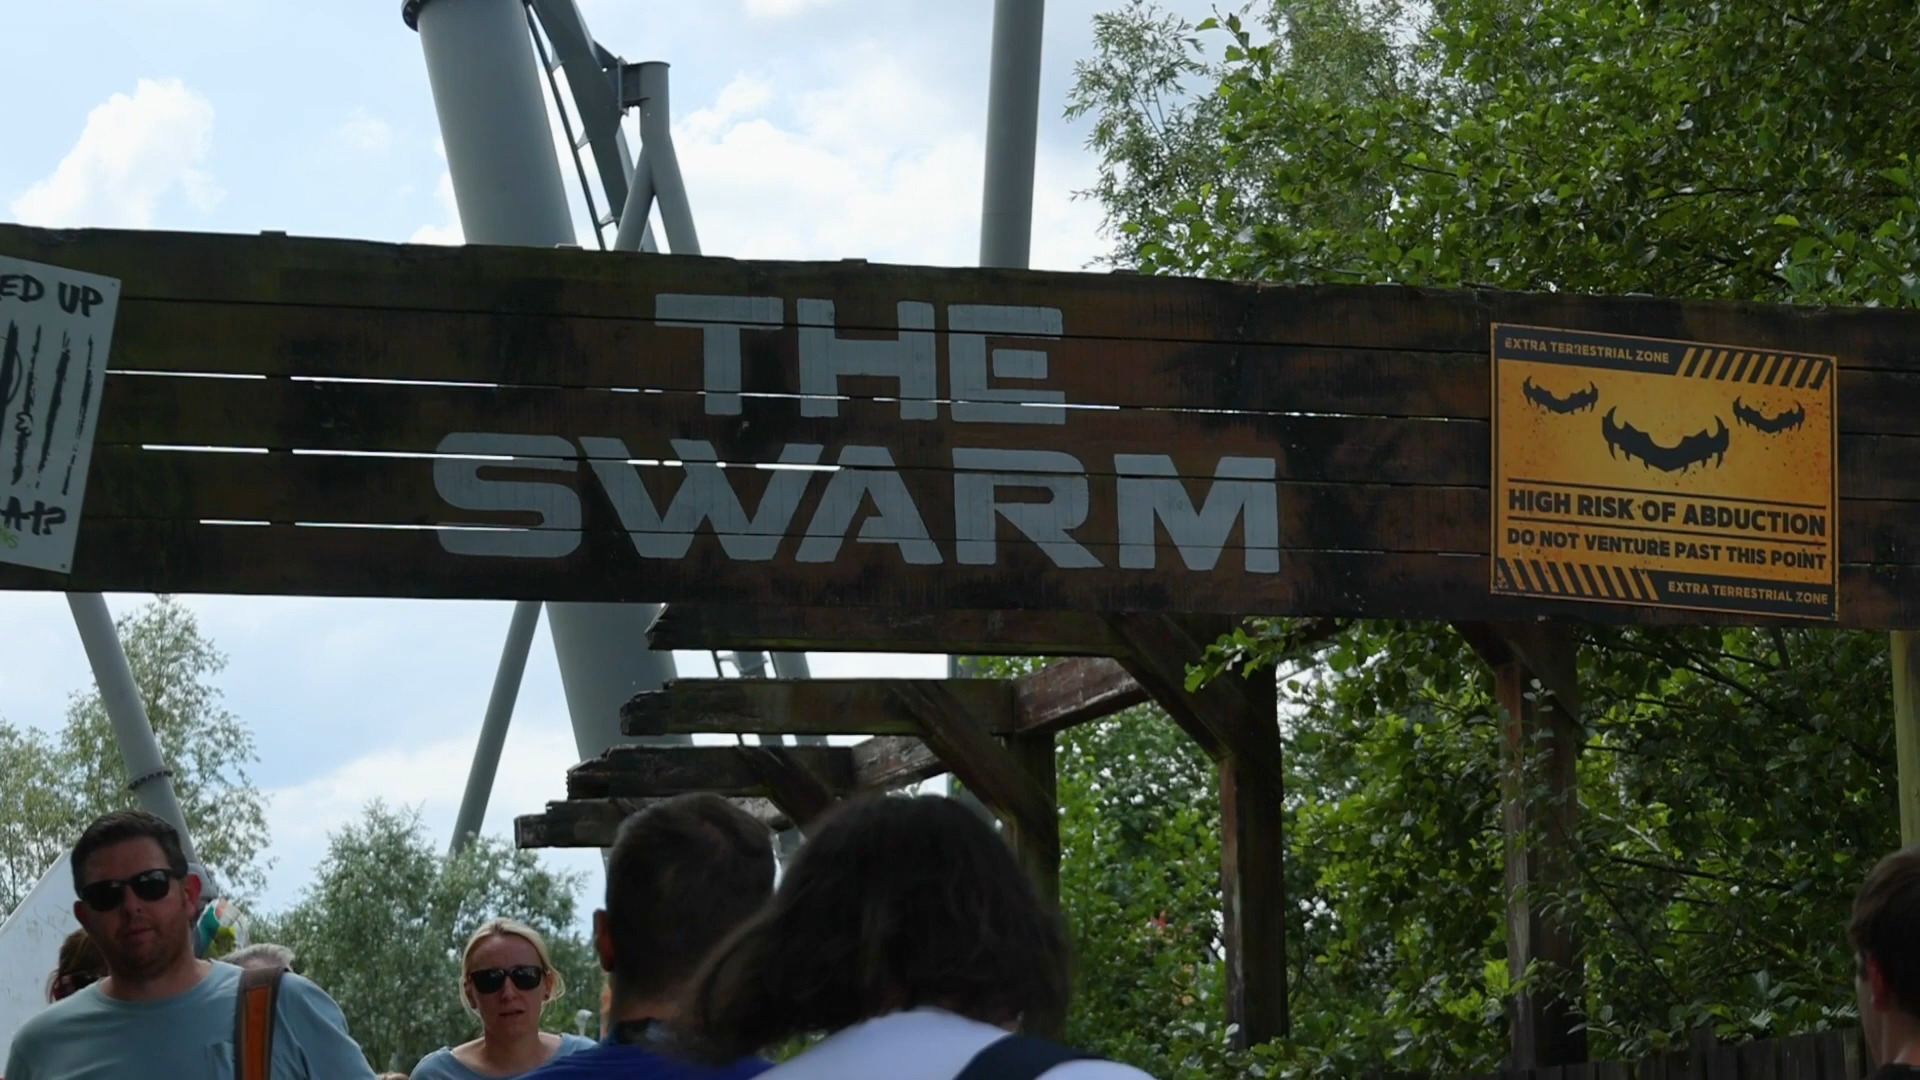 ED UP
THE
SWARM
EXTRA TERRESTRIAL ZONE
HIGH RISK OF ABDUCTION
DO NOT VENTURE PAST THIS POINT
EXTRA TERRESTRIAL ZONE